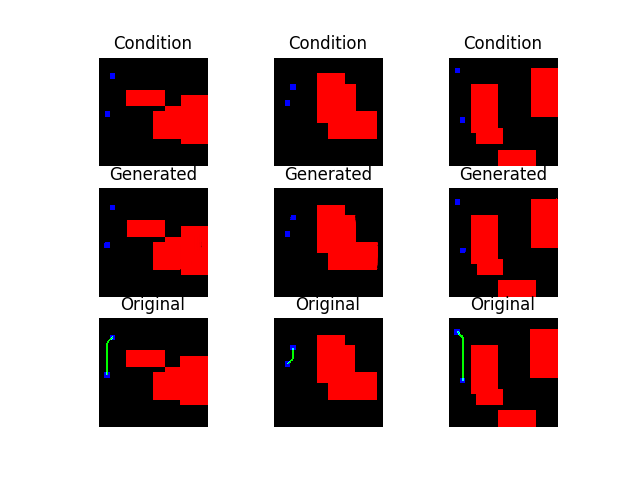 Condition
Condition
Condition
Generated
Generated
Generated
Original
Original
Original